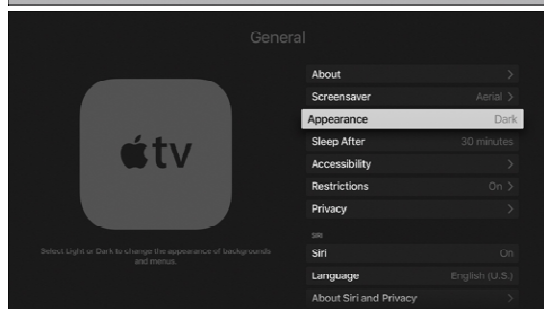 General
tv
About
Screensaver Aerial
Appearance Dark
Sleep After 30 minutes
Accessibility
Restrictions On
Privacy
Select Light or Dark to change the appearance of backgrounds
and menus.
SIRI
Siri On
Language English (U.S.)
About Siri and Privacy